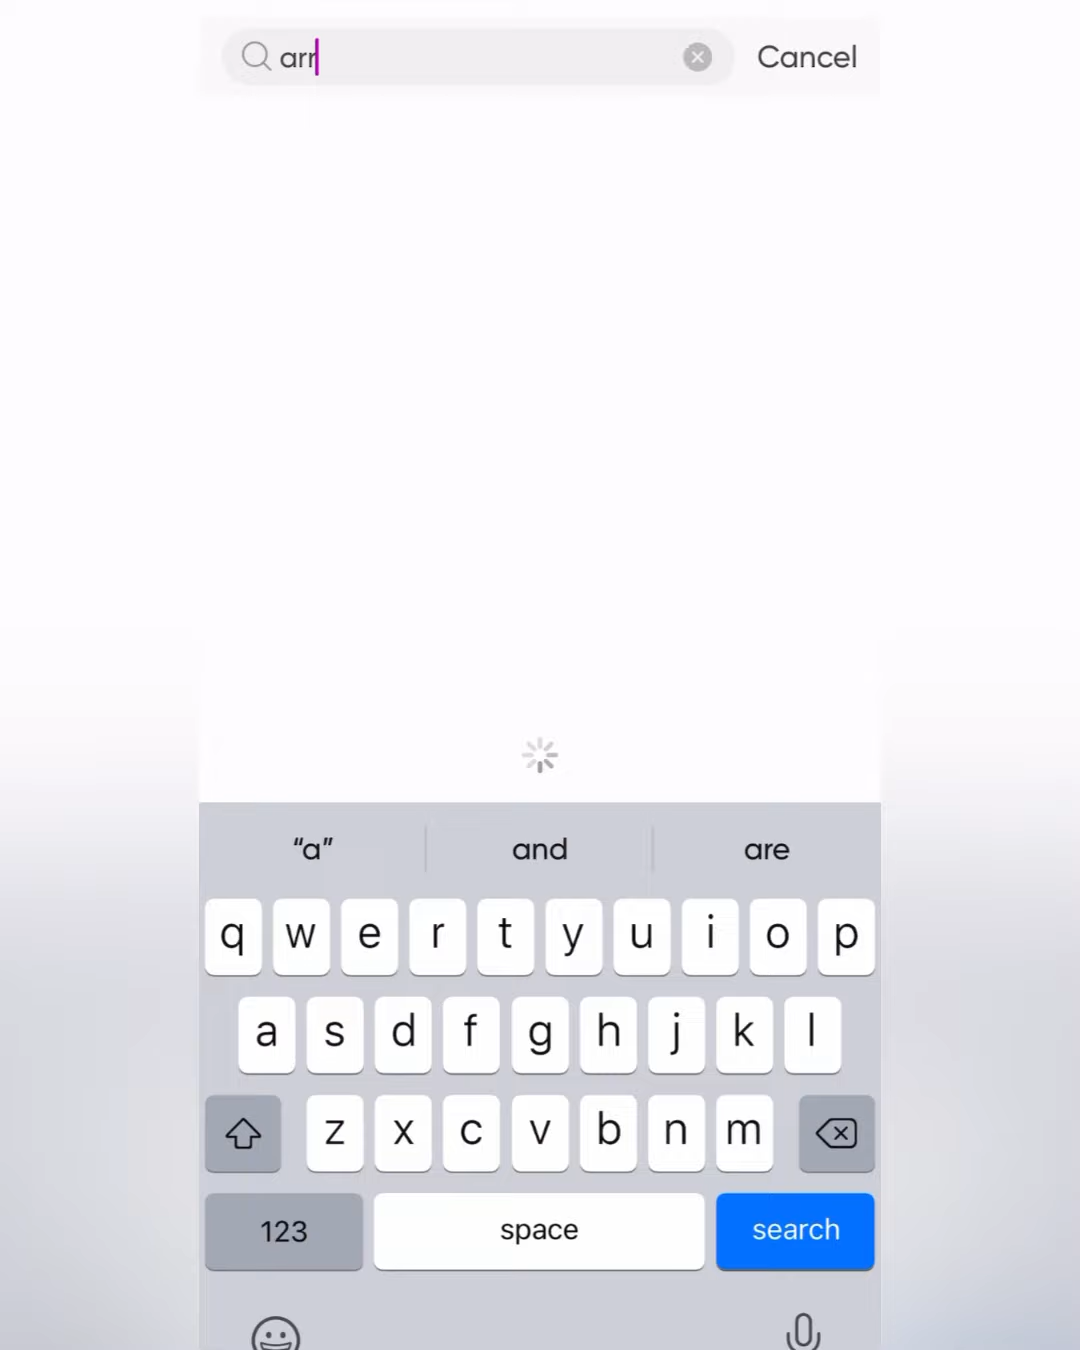 arr Cancel
“a” and are
q w e r t y u i o p
a s d f g h j k l
z x c v b n m
123 space search